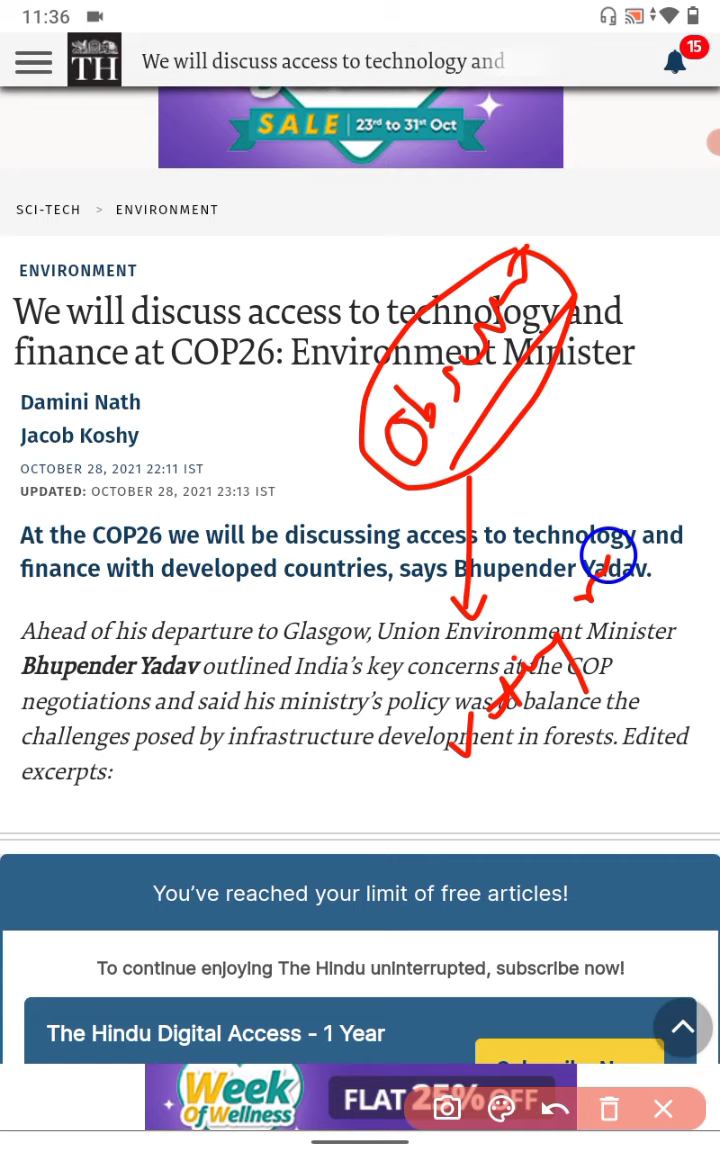 11:36
TH We will discuss access to technology and 15
SALE 23rd to 31st Oct
SCI-TECH > ENVIRONMENT
ENVIRONMENT
We will discuss access to technology and
finance at COP26: Environment Minister
Damini Nath
Jacob Koshy
OCTOBER 28, 2021 22:11 IST
UPDATED: OCTOBER 28, 2021 23:13 IST
At the COP26 we will be discussing access to technology and
finance with developed countries, says Bhupender Yadav.
Ahead of his departure to Glasgow, Union Environment Minister
Bhupender Yadav outlined India's key concerns at the COP
negotiations and said his ministry's policy was to balance the
challenges posed by infrastructure development in forests. Edited
excerpts:
You've reached your limit of free articles!
To continue enjoying The Hindu uninterrupted, subscribe now!
The Hindu Digital Access - 1 Year
Week
Of Wellness
FLAT 25% OFF